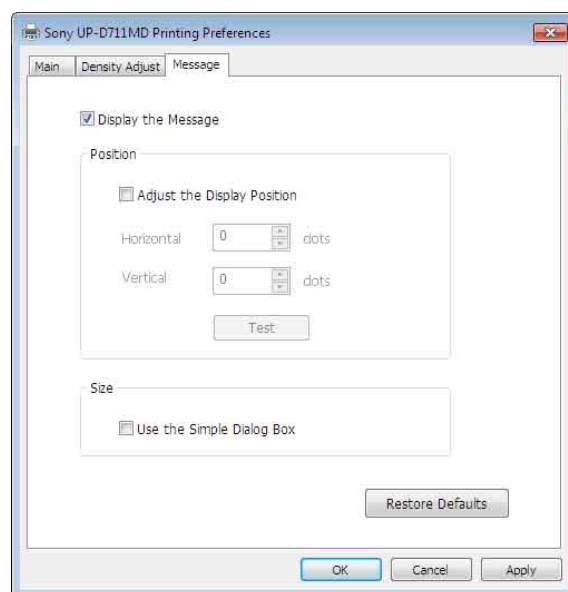 Sony UP-D711MD Printing Preferences
Main Density Adjust Message
Display the Message
Position
Adjust the Display Position
Horizontal 0 dots
Vertical 0 dots
Test
Size
Use the Simple Dialog Box
Restore Defaults
OK Cancel Apply